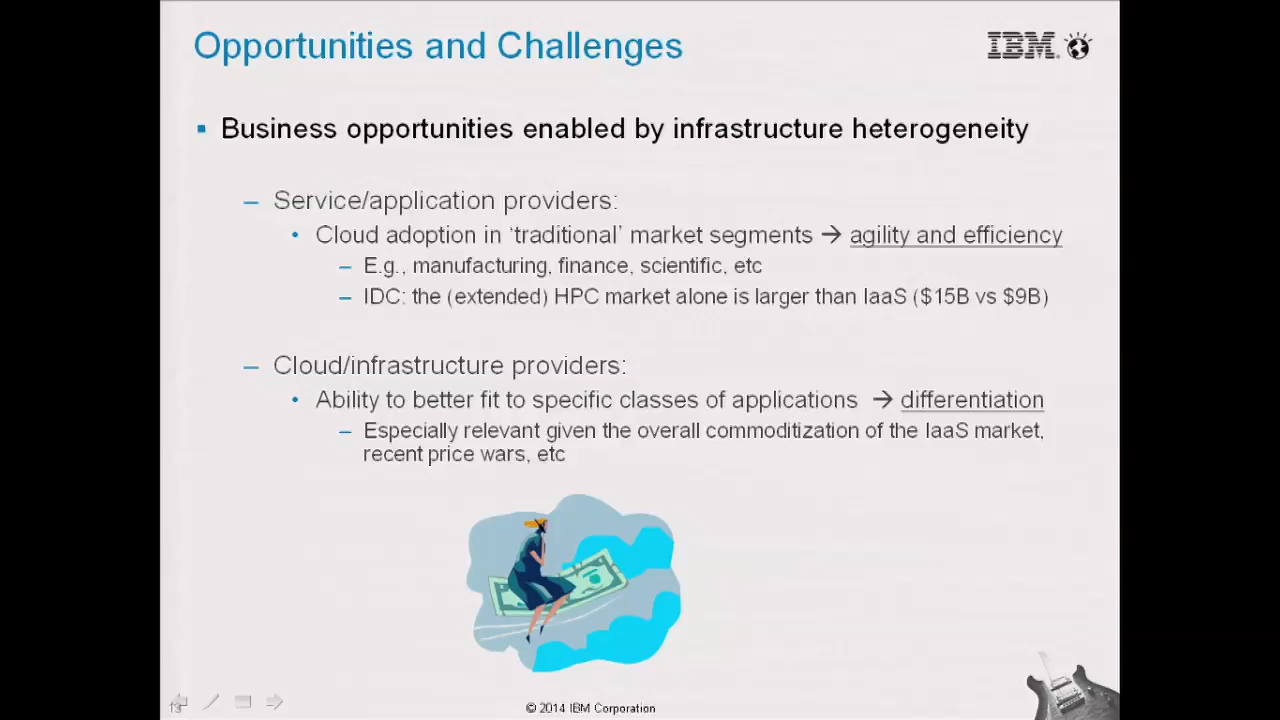 Opportunities and Challenges
IBM
Business opportunities enabled by infrastructure heterogeneity
– Service/application providers:
• Cloud adoption in ‘traditional’ market segments → agility and efficiency
– E.g., manufacturing, finance, scientific, etc
– IDC: the (extended) HPC market alone is larger than IaaS ($15B vs $9B)
– Cloud/infrastructure providers:
• Ability to better fit to specific classes of applications → differentiation
– Especially relevant given the overall commoditization of the IaaS market,
recent price wars, etc
© 2014 IBM Corporation